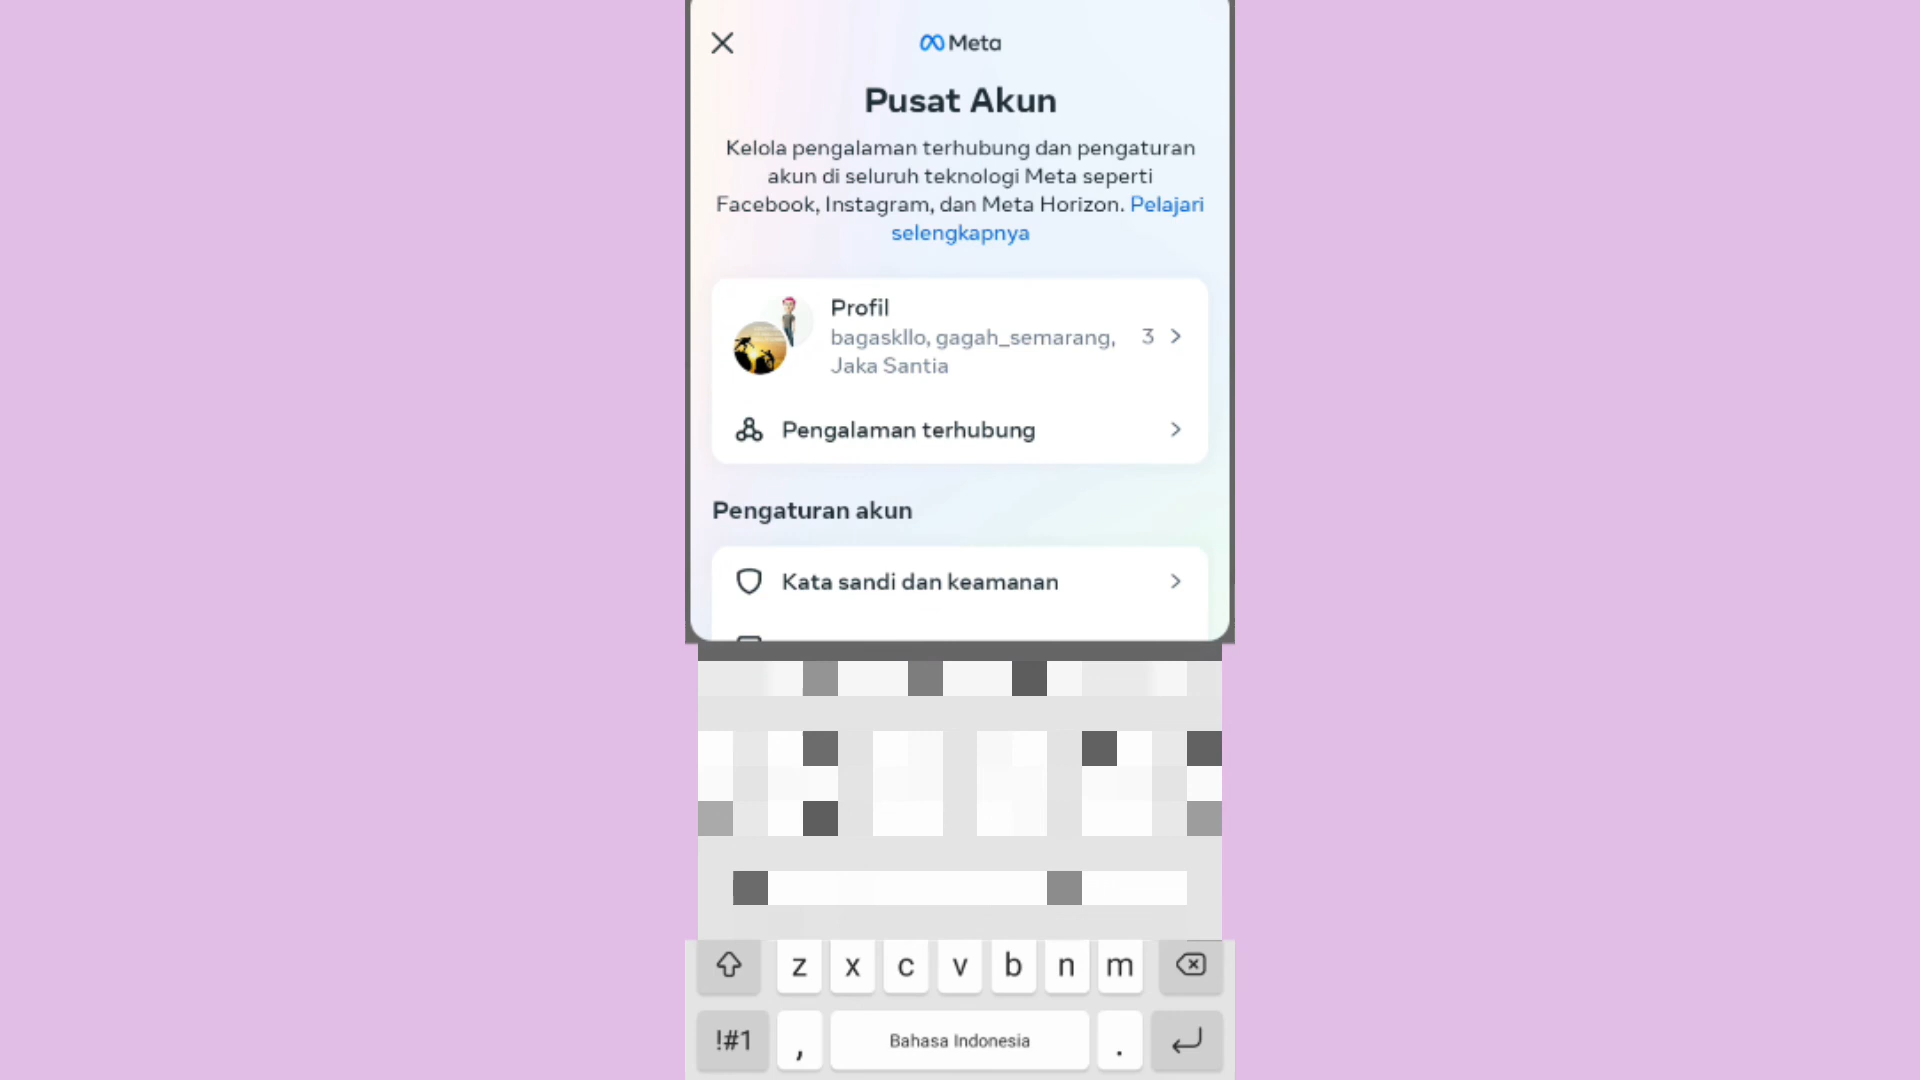 Meta
Pusat Akun
Kelola pengalaman terhubung dan pengaturan
akun di seluruh teknologi Meta seperti
Facebook, Instagram, dan Meta Horizon. Pelajari
selengkapnya
Profil
bagaskllo, gagah_semarang,
Jaka Santia
3
Pengalaman terhubung
Pengaturan akun
Kata sandi dan keamanan
z x c v b n m
!#1 , Bahasa Indonesia .